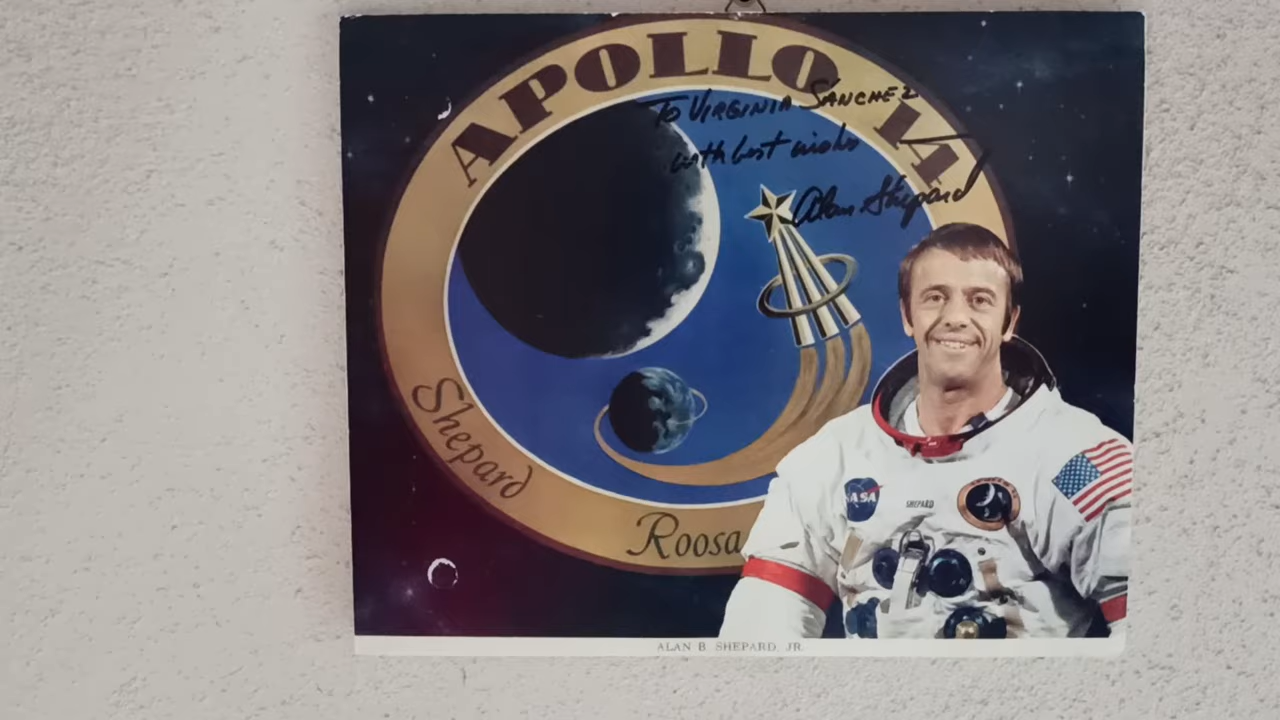 APOLLO 14
To VIRGINIA SANCHEZ
with best wishes
Alan Shepard
Shepard
Roosa
NASA
SHEPARD
ALAN B. SHEPARD, JR.